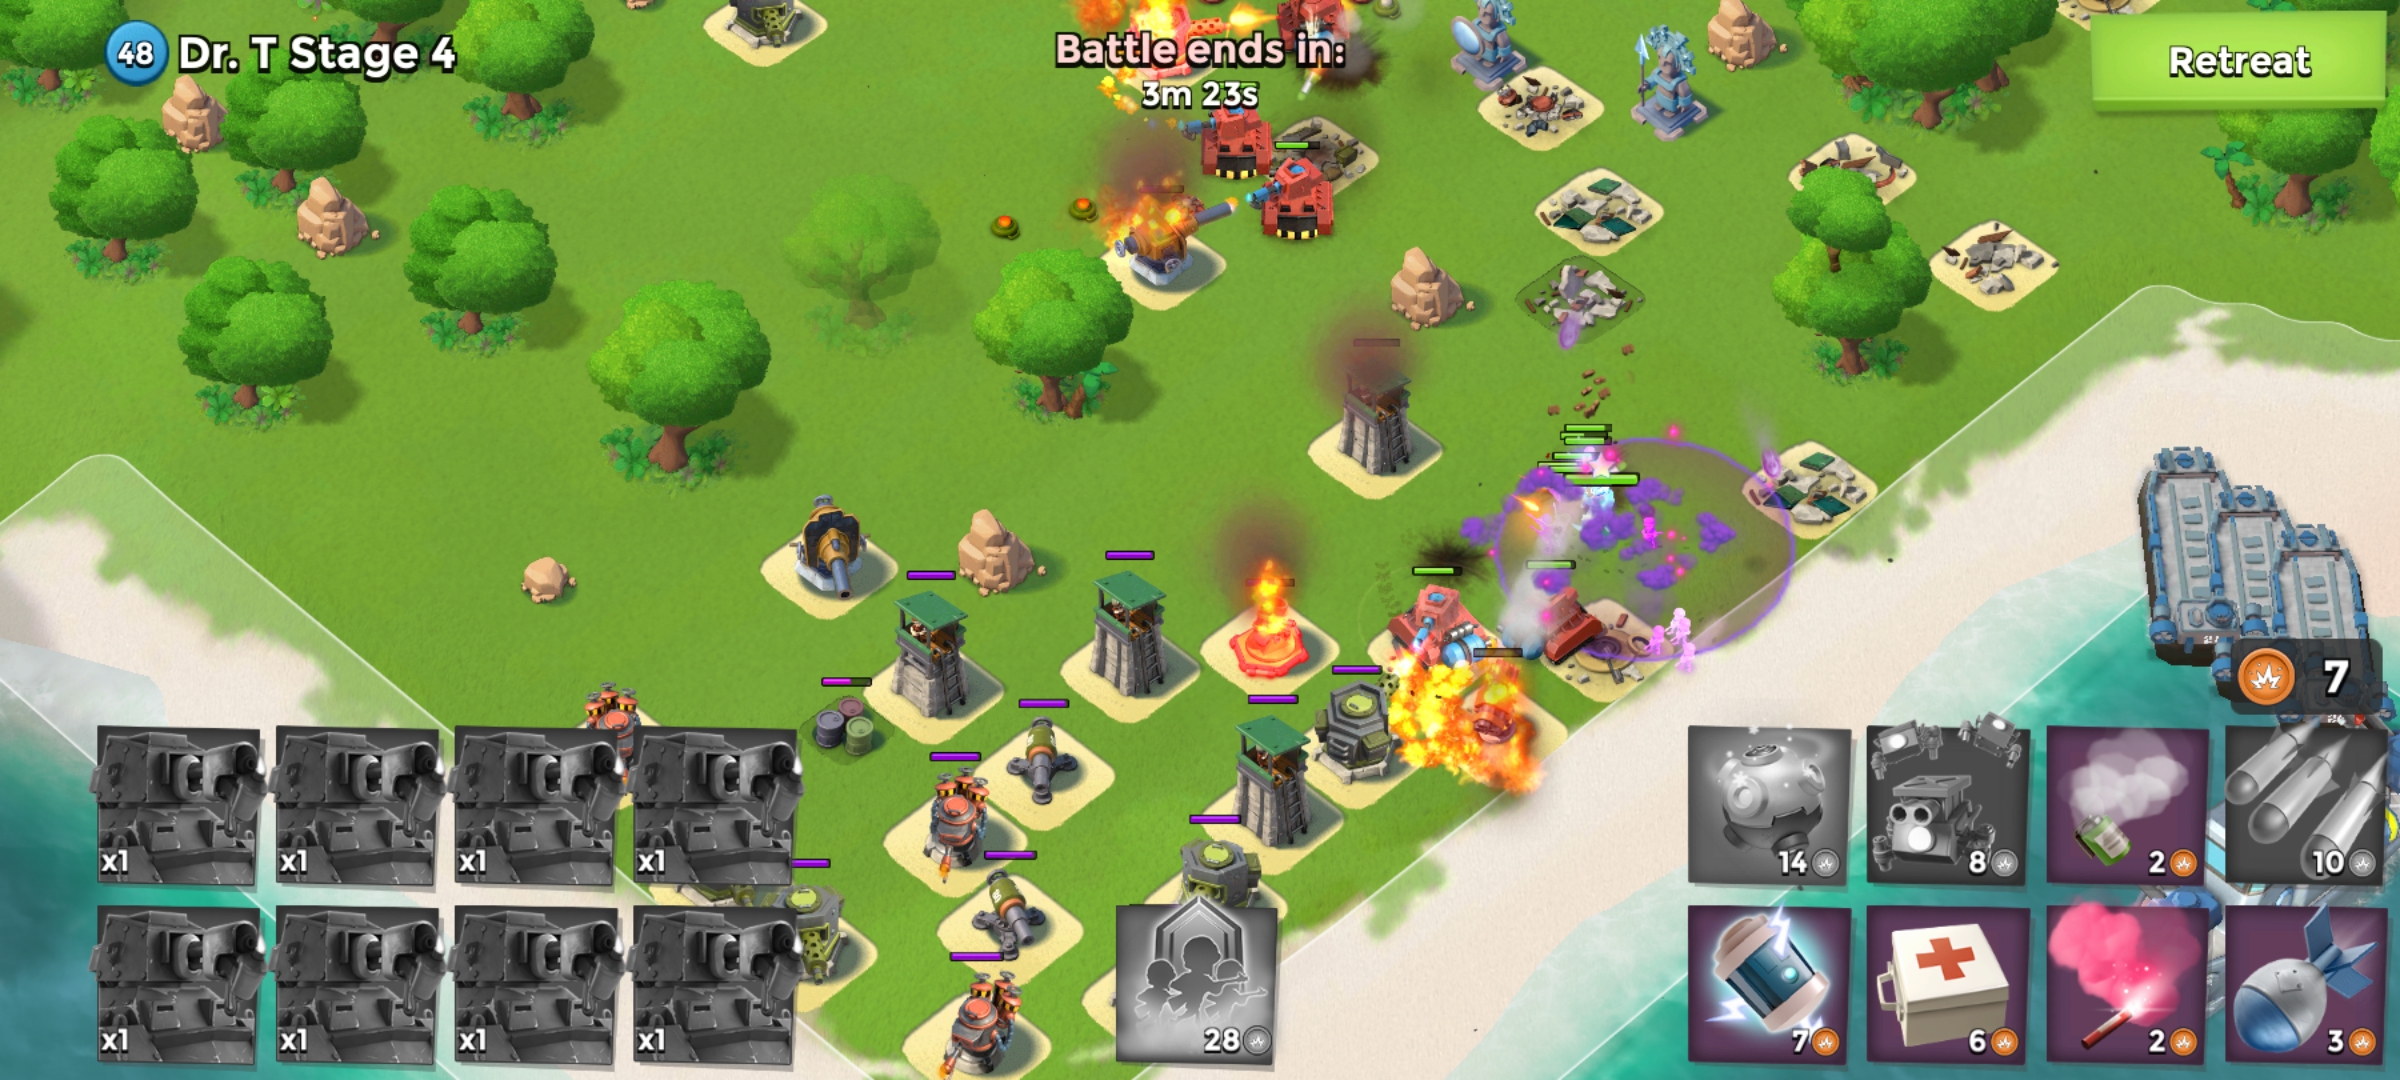 48 Dr. T Stage 4
Battle ends in:
3m 23s
Retreat
7
x1 x1 x1 x1
14 8 2 10
x1 x1 x1 x1
28
7 6 2 3